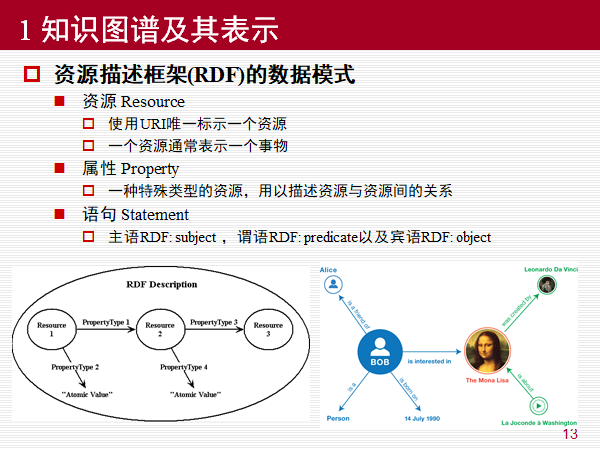 1 知识图谱及其表示
资源描述框架(RDF)的数据模式
资源 Resource
使用URI唯一标示一个资源
一个资源通常表示一个事物
属性 Property
一种特殊类型的资源，用以描述资源与资源间的关系
语句 Statement
主语RDF: subject ，谓语RDF: predicate以及宾语RDF: object
RDF Description
Resource
1
PropertyType 1
Resource
2
PropertyType 3
Resource
3
PropertyType 2
PropertyType 4
"Atomic Value"
"Atomic Value"
Alice
Leonardo Da Vinci
is a friend of
was created by
BOB
is interested in
The Mona Lisa
is a
is born on
is about
Person
14 July 1990
La Joconde à Washington
13